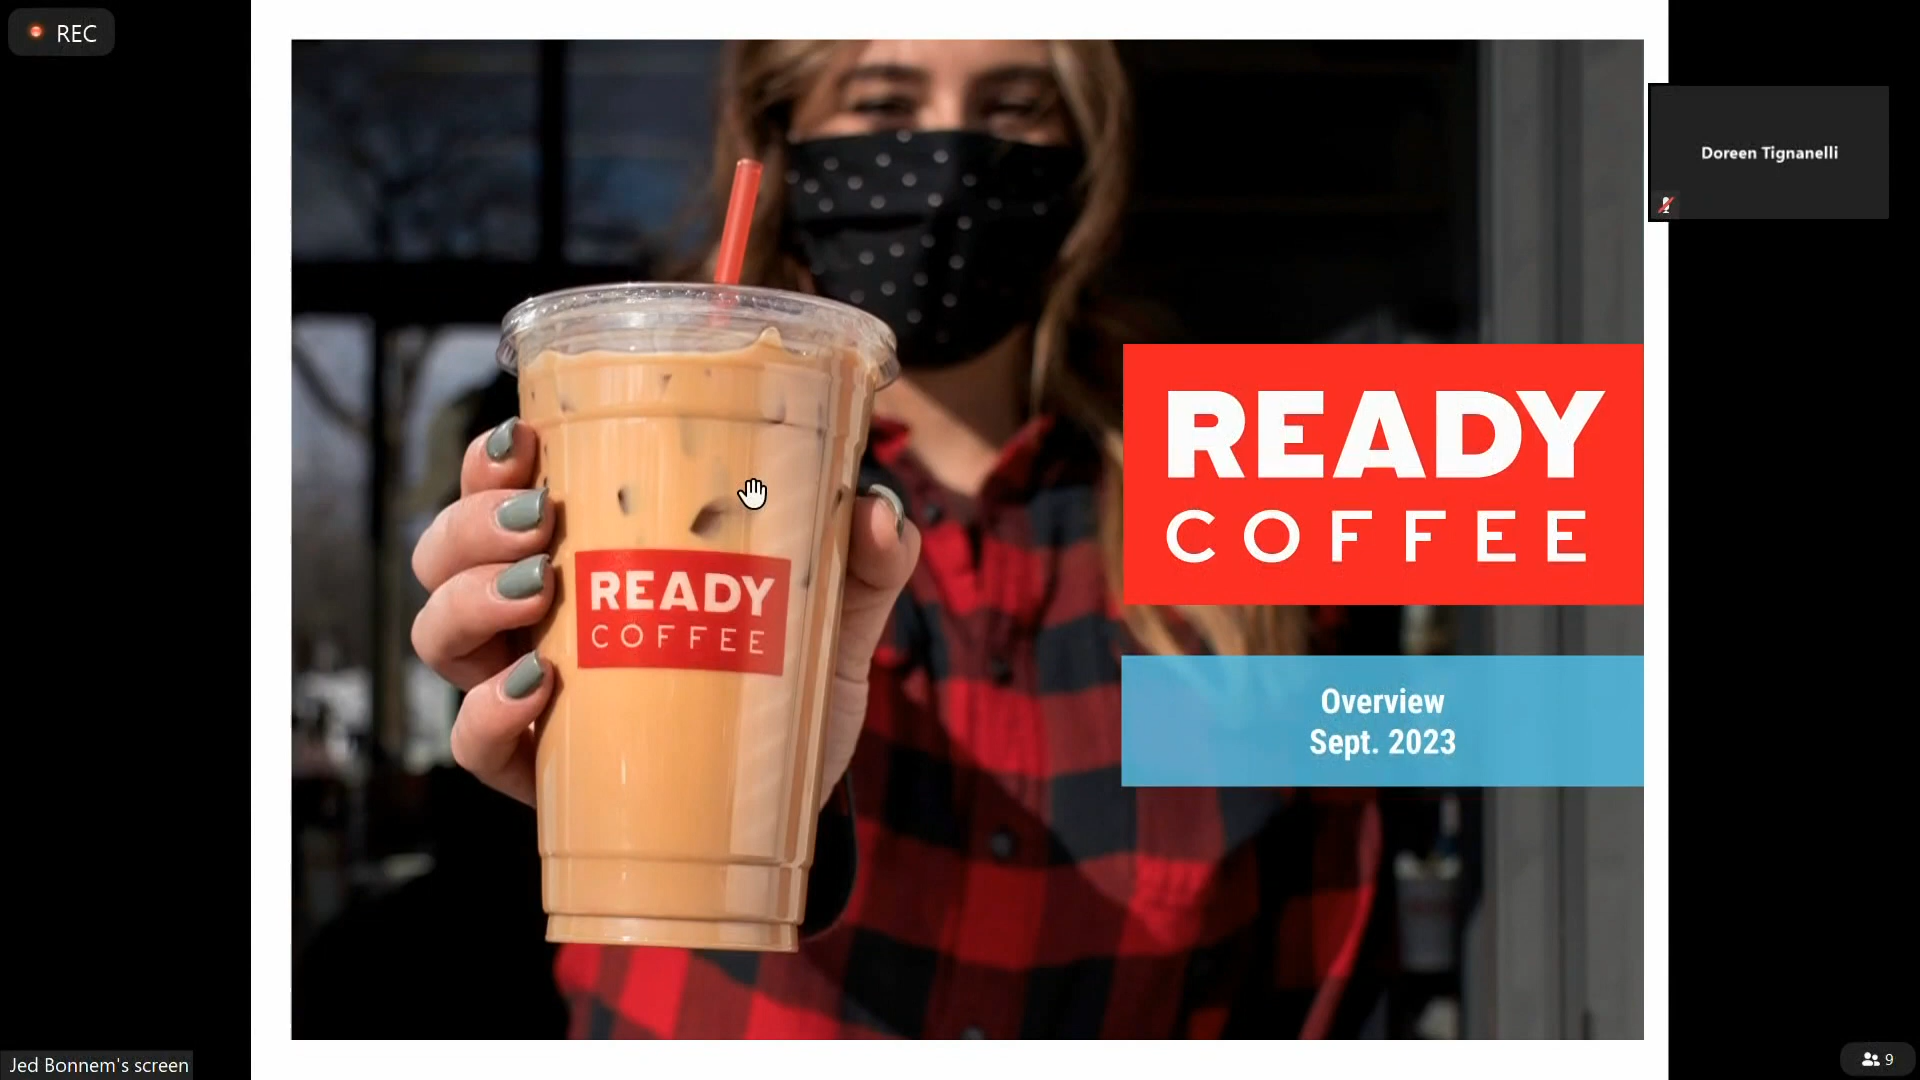 REC
Doreen Tignanelli
READY
COFFEE
READY
COFFEE
Overview
Sept. 2023
Jed Bonnem's screen
9